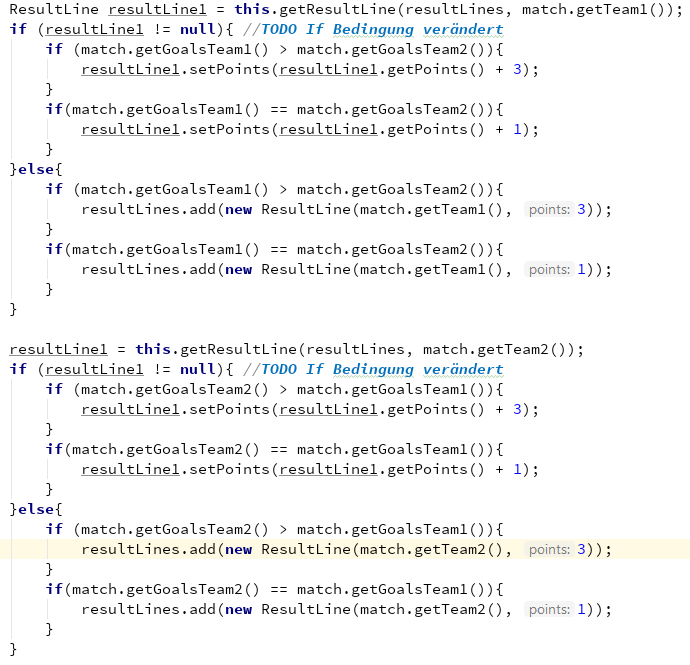 ResultLine resultLine1 = this.getResultLine(resultLines, match.getTeam1());
if (resultLine1 != null){ //TODO If Bedingung verändert
    if (match.getGoalsTeam1() > match.getGoalsTeam2()){
        resultLine1.setPoints(resultLine1.getPoints() + 3);
    }
    if(match.getGoalsTeam1() == match.getGoalsTeam2()){
        resultLine1.setPoints(resultLine1.getPoints() + 1);
    }
}else{
    if (match.getGoalsTeam1() > match.getGoalsTeam2()){
        resultLines.add(new ResultLine(match.getTeam1(), points: 3));
    }
    if(match.getGoalsTeam1() == match.getGoalsTeam2()){
        resultLines.add(new ResultLine(match.getTeam1(), points: 1));
    }
}

resultLine1 = this.getResultLine(resultLines, match.getTeam2());
if (resultLine1 != null){ //TODO If Bedingung verändert
    if (match.getGoalsTeam2() > match.getGoalsTeam1()){
        resultLine1.setPoints(resultLine1.getPoints() + 3);
    }
    if(match.getGoalsTeam2() == match.getGoalsTeam1()){
        resultLine1.setPoints(resultLine1.getPoints() + 1);
    }
}else{
    if (match.getGoalsTeam2() > match.getGoalsTeam1()){
        resultLines.add(new ResultLine(match.getTeam2(), points: 3));
    }
    if(match.getGoalsTeam2() == match.getGoalsTeam1()){
        resultLines.add(new ResultLine(match.getTeam2(), points: 1));
    }
}